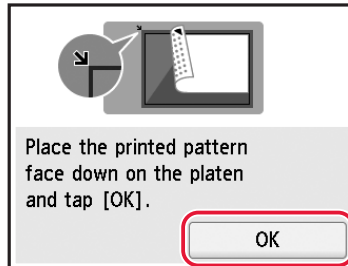 Place the printed pattern
face down on the platen
and tap [OK].
OK